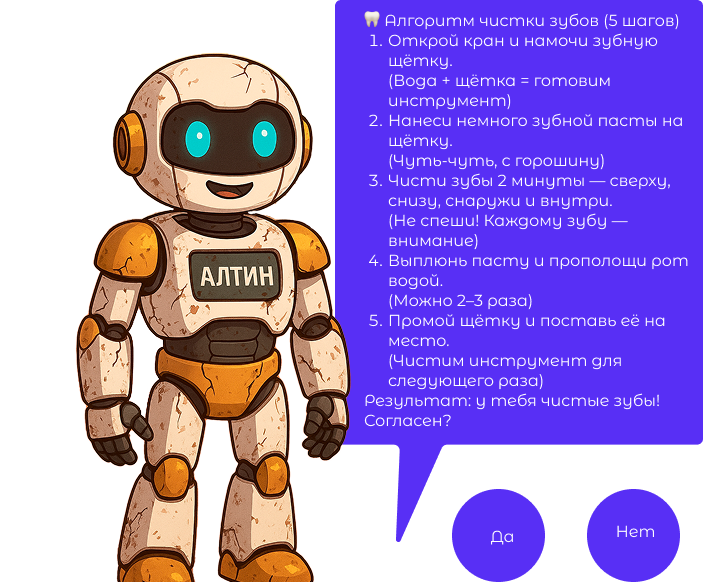 🦷 Алгоритм чистки зубов (5 шагов)
1. Открой кран и намочи зубную
щётку.
(Вода + щётка = готовим
инструмент)
2. Нанеси немного зубной пасты на
щётку.
(Чуть-чуть, с горошину)
3. Чисти зубы 2 минуты — сверху,
снизу, снаружи и внутри.
(Не спеши! Каждому зубу —
внимание)
4. Выплюнь пасту и прополощи рот
водой.
(Можно 2–3 раза)
5. Промой щётку и поставь её на
место.
(Чистим инструмент для
следующего раза)
Результат: у тебя чистые зубы!
Согласен?
АЛТИН
Да
Нет